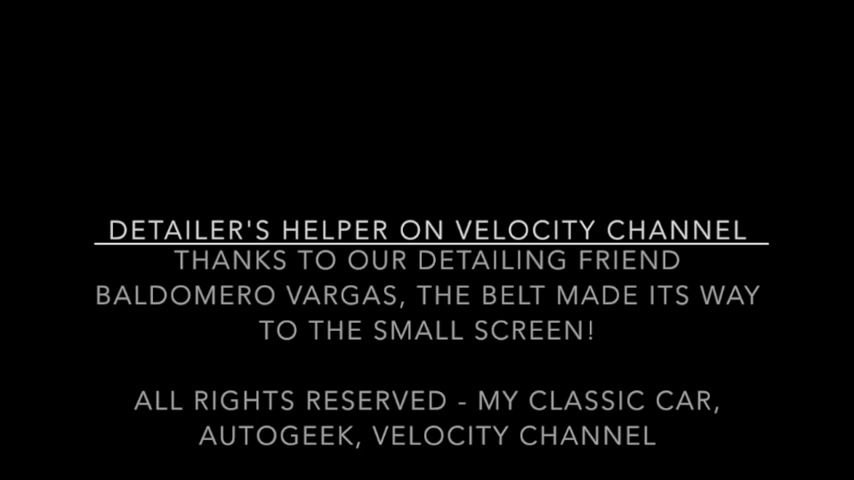 DETAILER'S HELPER ON VELOCITY CHANNEL
THANKS TO OUR DETAILING FRIEND
BALDOMERO VARGAS, THE BELT MADE ITS WAY
TO THE SMALL SCREEN!
ALL RIGHTS RESERVED - MY CLASSIC CAR,
AUTOGEEK, VELOCITY CHANNEL